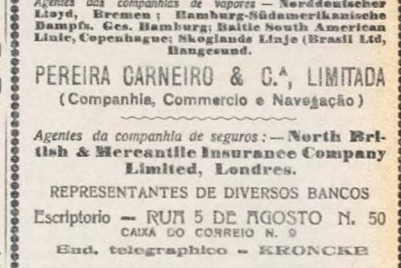 Agentes das companhias de vapores — Norddeutscher
Lloyd, Bremen; Hamburg-Südamerikanische
Dampfs. Ges. Hamburg; Baltic South American
Linie, Copenhague; Skoglands Linje (Brasil Ltd,
Haugesund.
PEREIRA CARNEIRO & C.ª, LIMITADA
(Companhia, Commercio e Navegação)
Agentes da companhia de seguros: — North Bri-
tish & Mercantile Insurance Company
Limited, Londres.
REPRESENTANTES DE DIVERSOS BANCOS
Escriptorio — RUA 5 DE AGOSTO N. 50
CAIXA DO CORREIO N. 9
End. telegraphico — KRONCKE